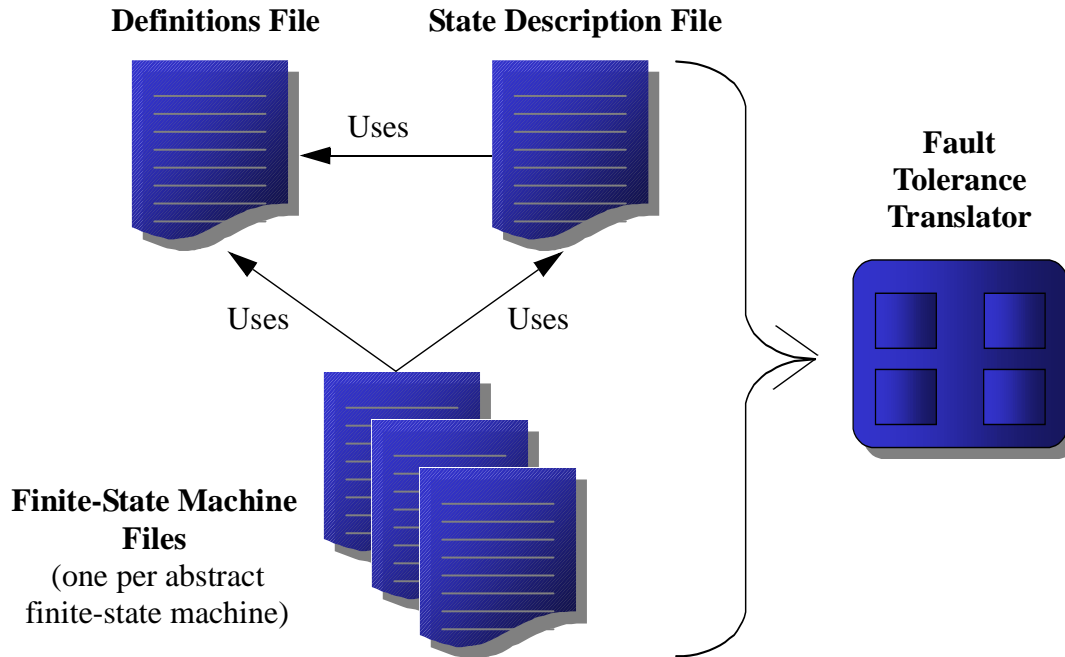 Definitions File
State Description File
Uses
Fault
Tolerance
Translator
Uses
Uses
Finite-State Machine
Files
(one per abstract
finite-state machine)